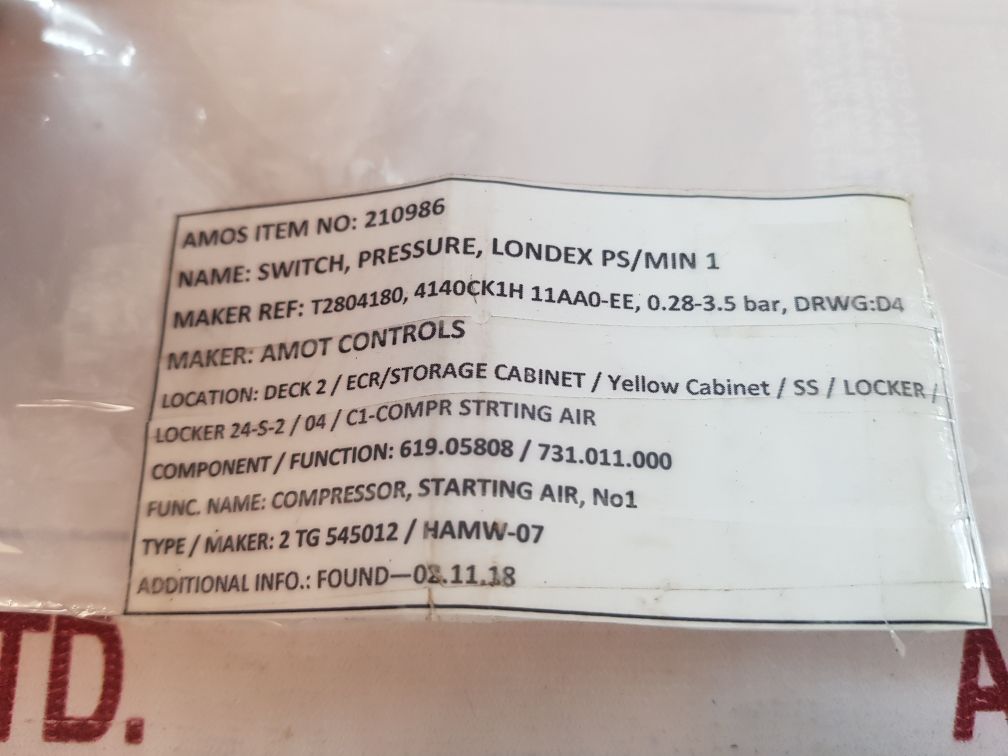 AMOS ITEM NO: 210986
NAME: SWITCH, PRESSURE, LONDEX PS/MIN 1
MAKER REF: T2804180, 4140CK1H 11AA0-EE, 0.28-3.5 bar, DRWG:D4
MAKER: AMOT CONTROLS
LOCATION: DECK 2 / ECR/STORAGE CABINET / Yellow Cabinet / SS / LOCKER /
LOCKER 24-S-2 / 04 / C1-COMPR STRTING AIR
COMPONENT / FUNCTION: 619.05808 / 731.011.000
FUNC. NAME: COMPRESSOR, STARTING AIR, No1
TYPE / MAKER: 2 TG 545012 / HAMW-07
ADDITIONAL INFO.: FOUND—02.11.18
TD. A